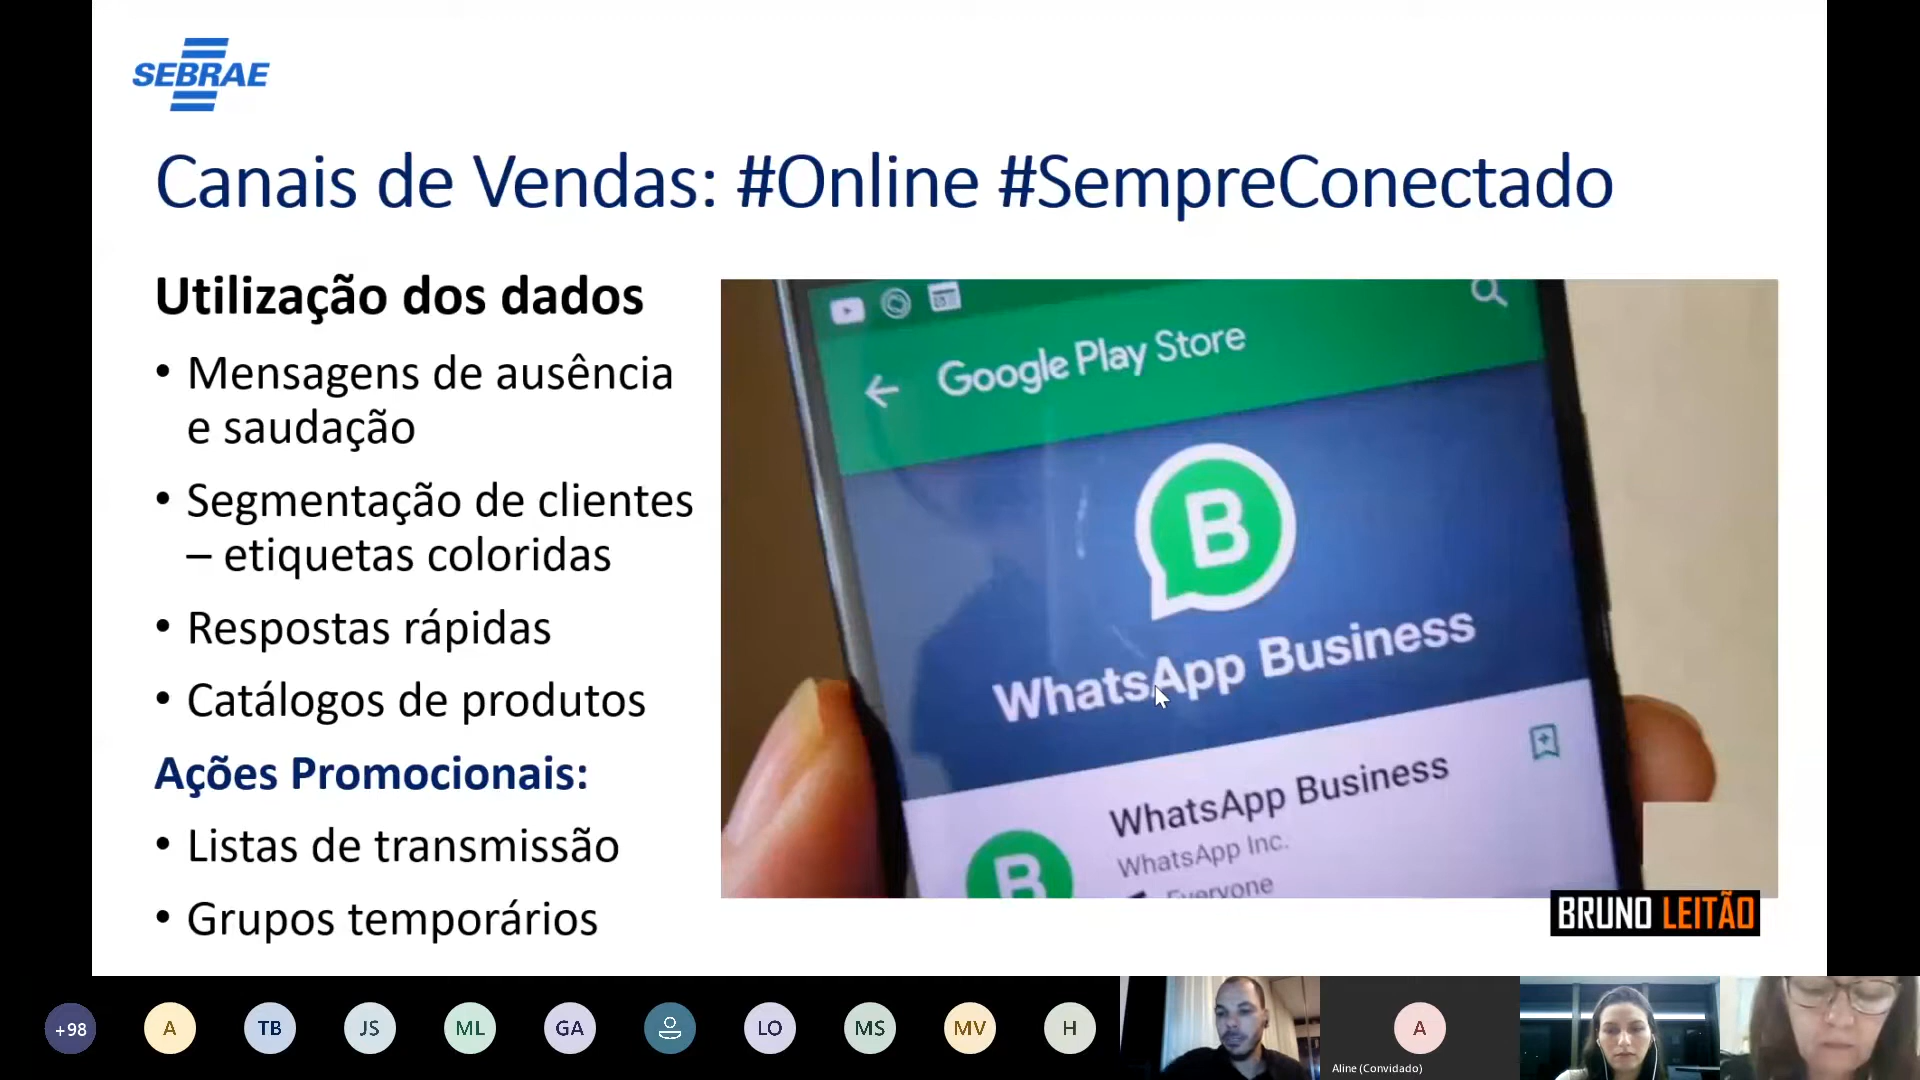 SEBRAE
Canais de Vendas: #Online #SempreConectado
Utilização dos dados
• Mensagens de ausência
e saudação
• Segmentação de clientes
– etiquetas coloridas
• Respostas rápidas
• Catálogos de produtos
Ações Promocionais:
• Listas de transmissão
• Grupos temporários
Google Play Store
B
WhatsApp Business
WhatsApp Business
WhatsApp Inc.
B
Everyone
BRUNO LEITÃO
+98
A
TB
JS
ML
GA
LO
MS
MV
H
A
Aline (Convidado)